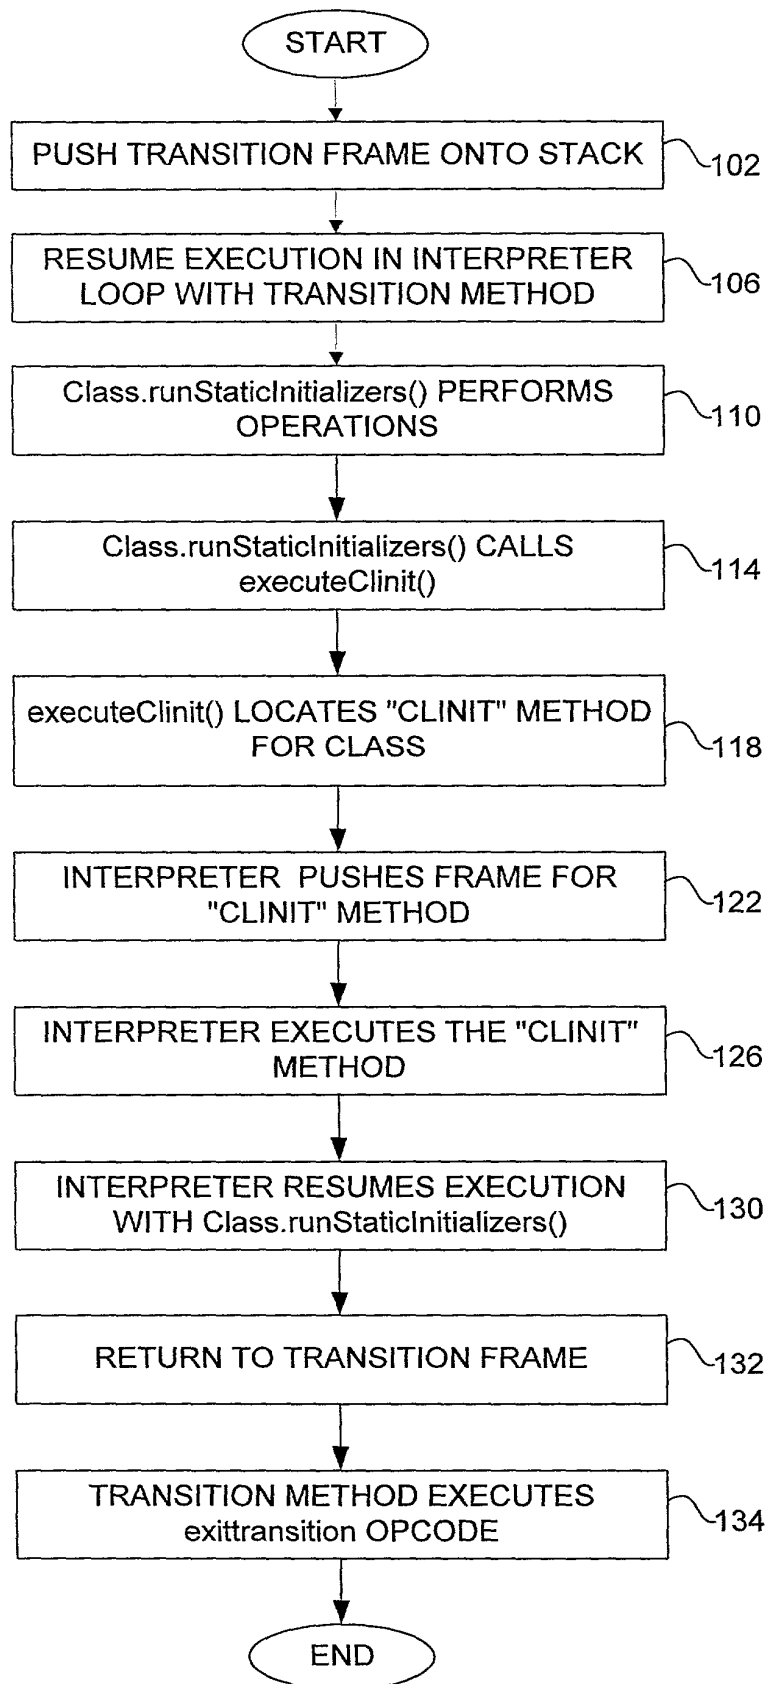 START
PUSH TRANSITION FRAME ONTO STACK
102
RESUME EXECUTION IN INTERPRETER
LOOP WITH TRANSITION METHOD
106
Class.runStaticInitializers() PERFORMS
OPERATIONS
110
Class.runStaticInitializers() CALLS
executeClinit()
114
executeClinit() LOCATES "CLINIT" METHOD
FOR CLASS
118
INTERPRETER PUSHES FRAME FOR
"CLINIT" METHOD
122
INTERPRETER EXECUTES THE "CLINIT"
METHOD
126
INTERPRETER RESUMES EXECUTION
WITH Class.runStaticInitializers()
130
RETURN TO TRANSITION FRAME
132
TRANSITION METHOD EXECUTES
exittransition OPCODE
134
END